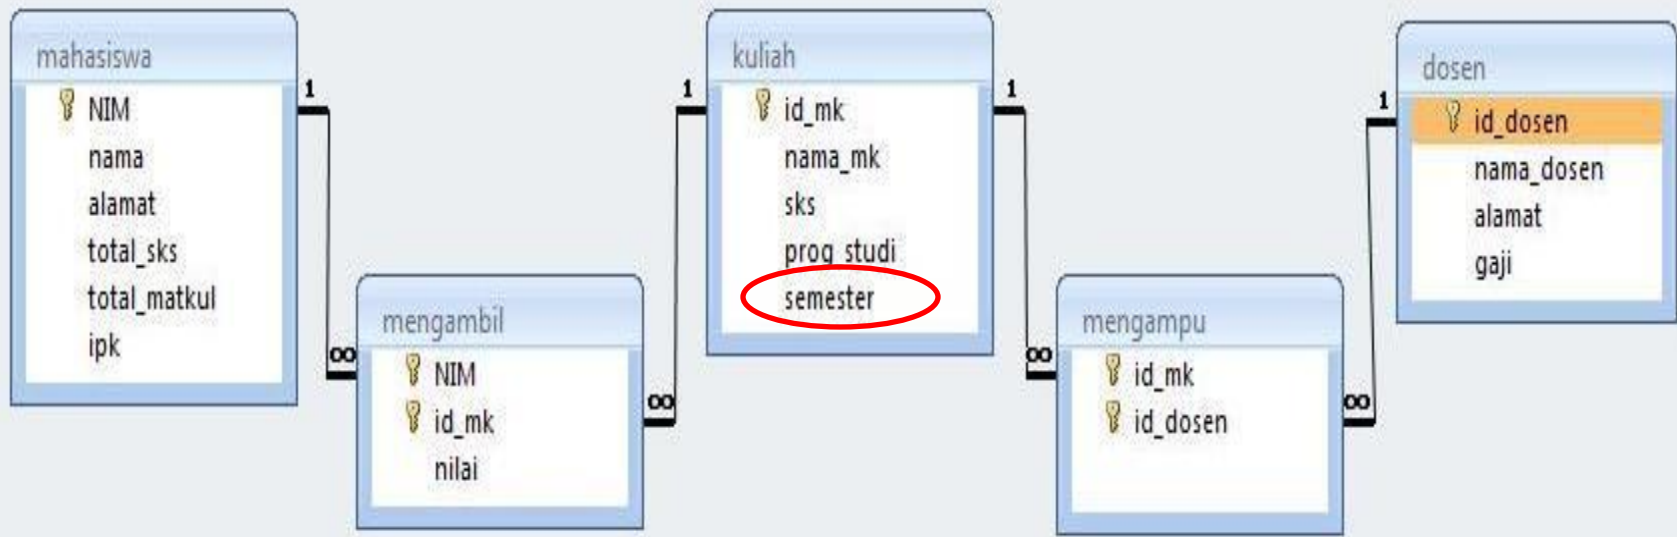 mahasiswa
NIM
nama
alamat
total_sks
total_matkul
ipk
1
∞
mengambil
NIM
id_mk
nilai
1
∞
kuliah
id_mk
nama_mk
sks
prog_studi
semester
1
∞
mengampu
id_mk
id_dosen
1
∞
dosen
id_dosen
nama_dosen
alamat
gaji